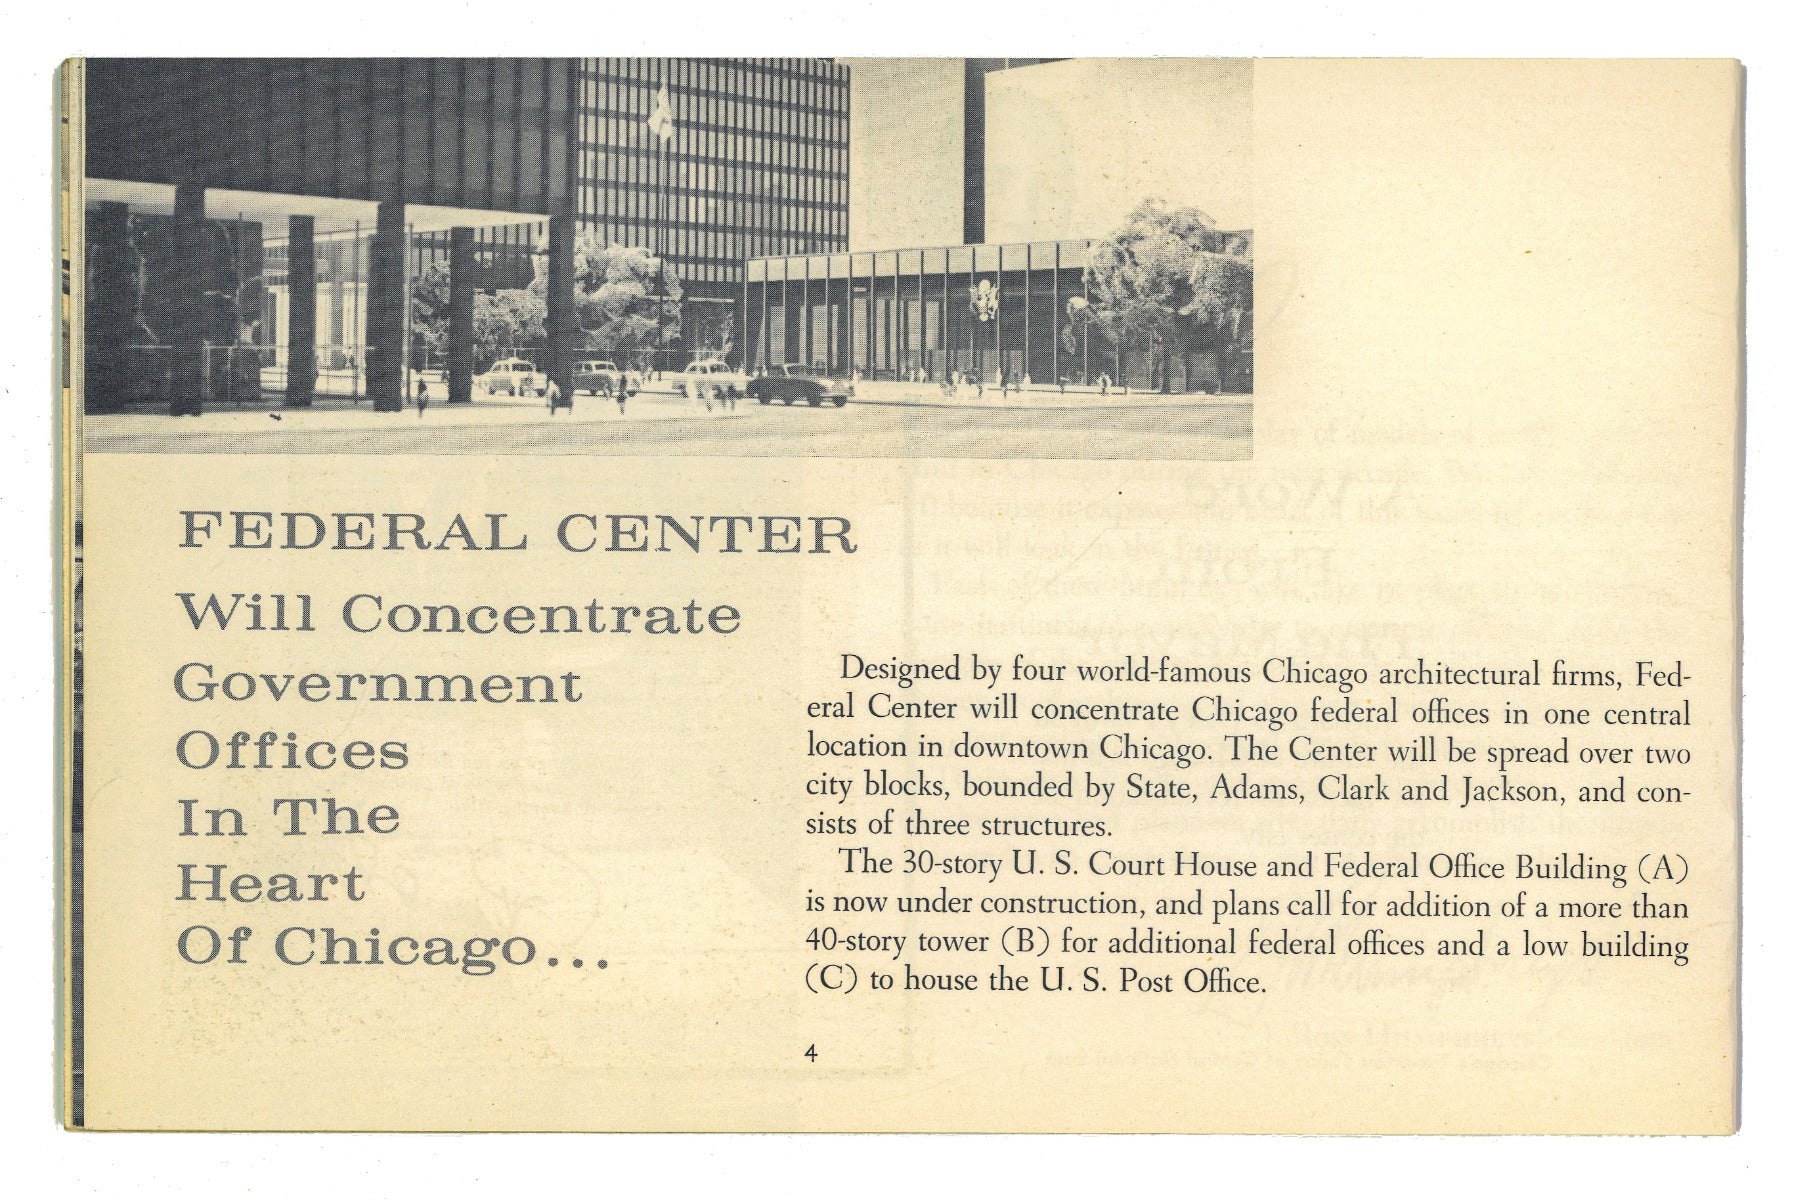 FEDERAL CENTER
Will Concentrate
Government
Offices
In The
Heart
Of Chicago...
Designed by four world-famous Chicago architectural firms, Fed-
eral Center will concentrate Chicago federal offices in one central
location in downtown Chicago. The Center will be spread over two
city blocks, bounded by State, Adams, Clark and Jackson, and con-
sists of three structures.
The 30-story U. S. Court House and Federal Office Building (A)
is now under construction, and plans call for addition of a more than
40-story tower (B) for additional federal offices and a low building
(C) to house the U. S. Post Office.
4